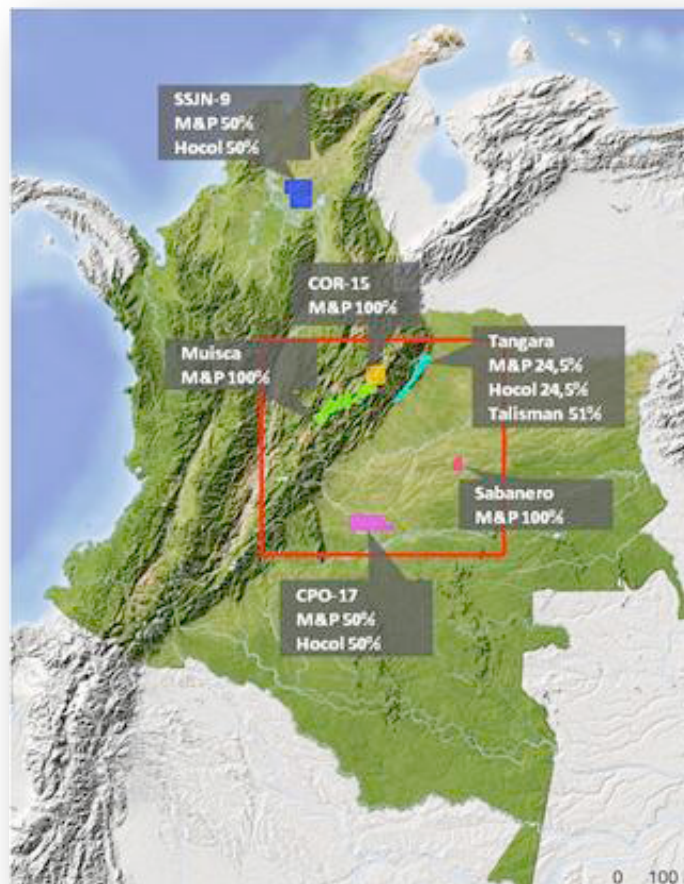 SSJN-9
M&P 50%
Hocol 50%
COR-15
M&P 100%
Muisca
M&P 100%
Tangara
M&P 24,5%
Hocol 24,5%
Talisman 51%
Sabanero
M&P 100%
CPO-17
M&P 50%
Hocol 50%
0 100